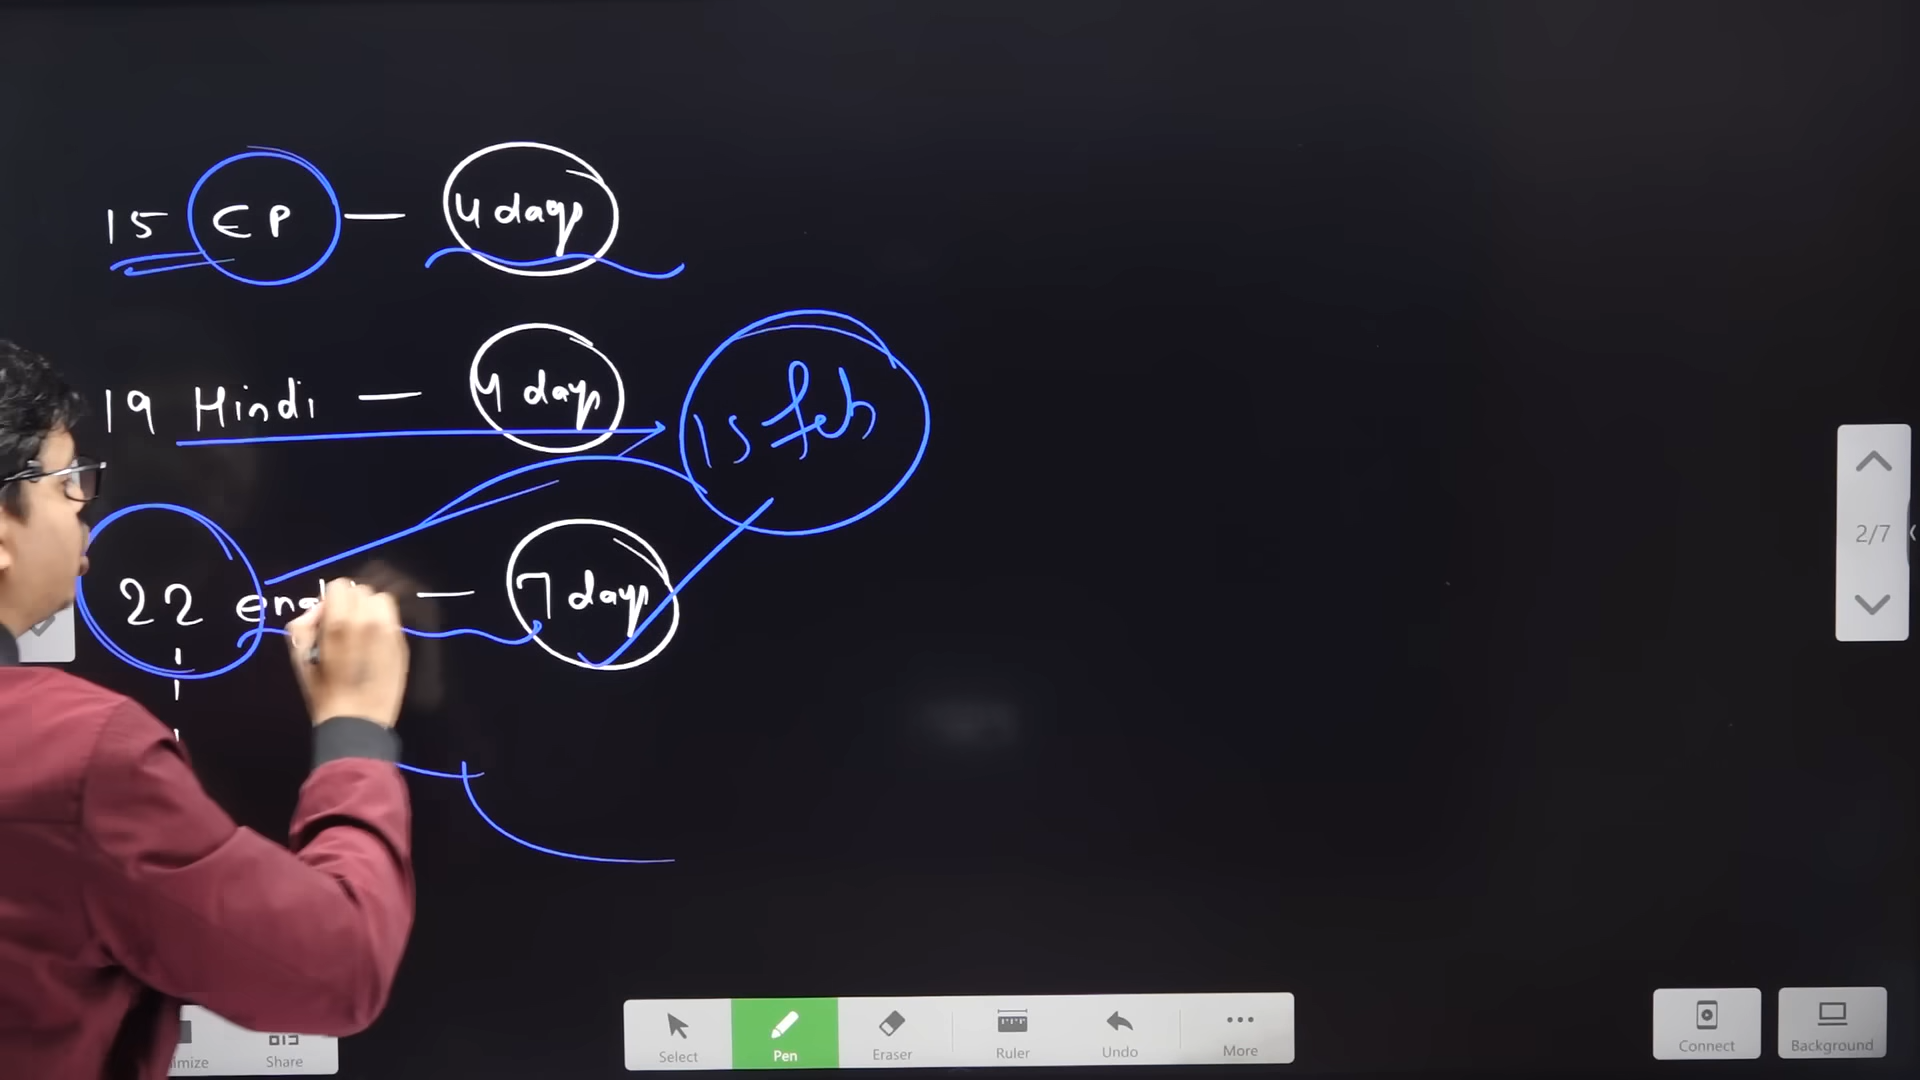 15 EP — 4 days
19 Hindi — 4 days
15 feb
22 — 7 days
2/7
Share
Select
Pen
Eraser
Ruler
Undo
More
Connect
Background